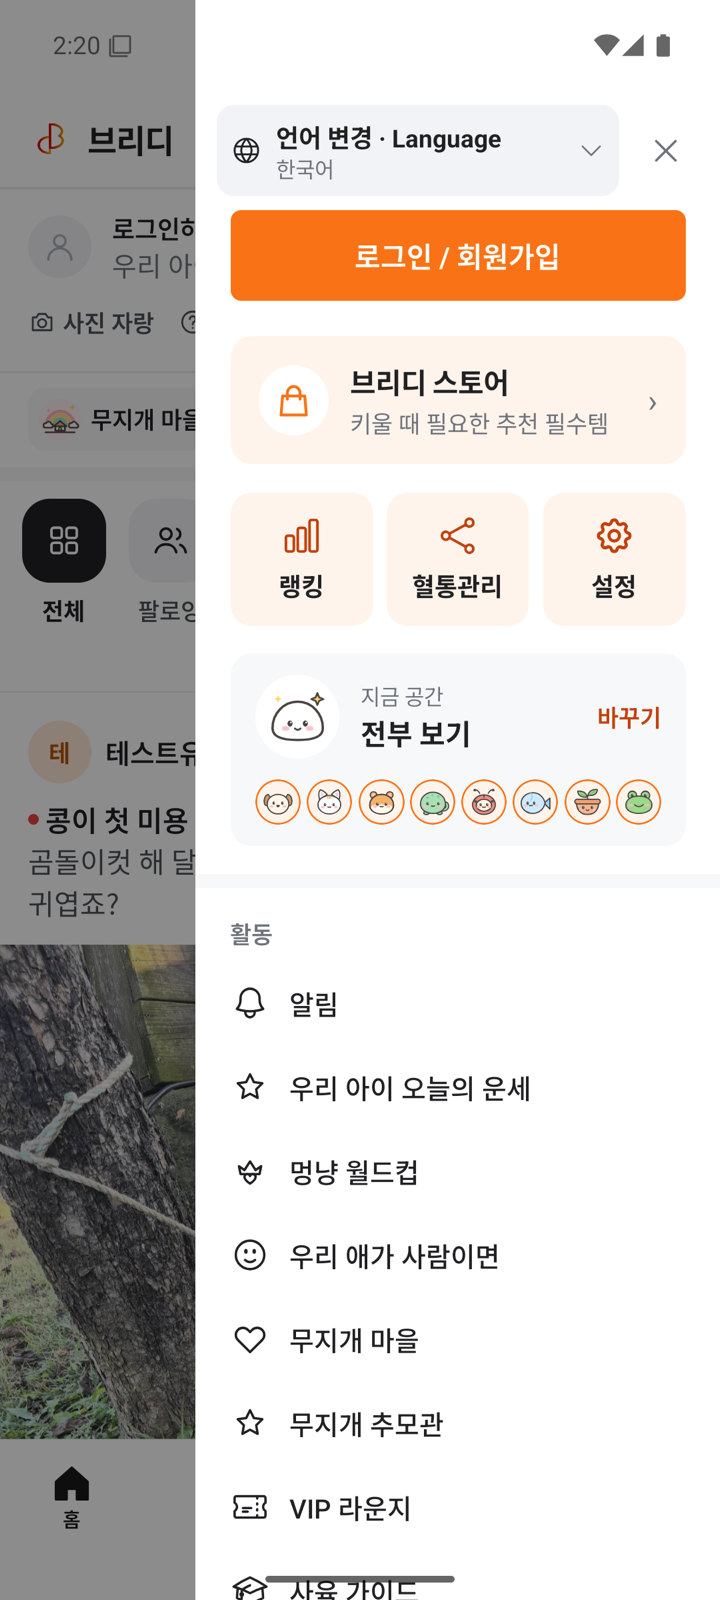 2:20
브리디
로그인하
우리 아
사진 자랑
무지개 마을
전체
팔로잉
테
테스트유
콩이 첫 미용
곰돌이컷 해 달
귀엽죠?
홈
언어 변경 · Language
한국어
로그인 / 회원가입
브리디 스토어
키울 때 필요한 추천 필수템
랭킹
혈통관리
설정
지금 공간
전부 보기
바꾸기
활동
알림
우리 아이 오늘의 운세
멍냥 월드컵
우리 애가 사람이면
무지개 마을
무지개 추모관
VIP 라운지
사육 가이드